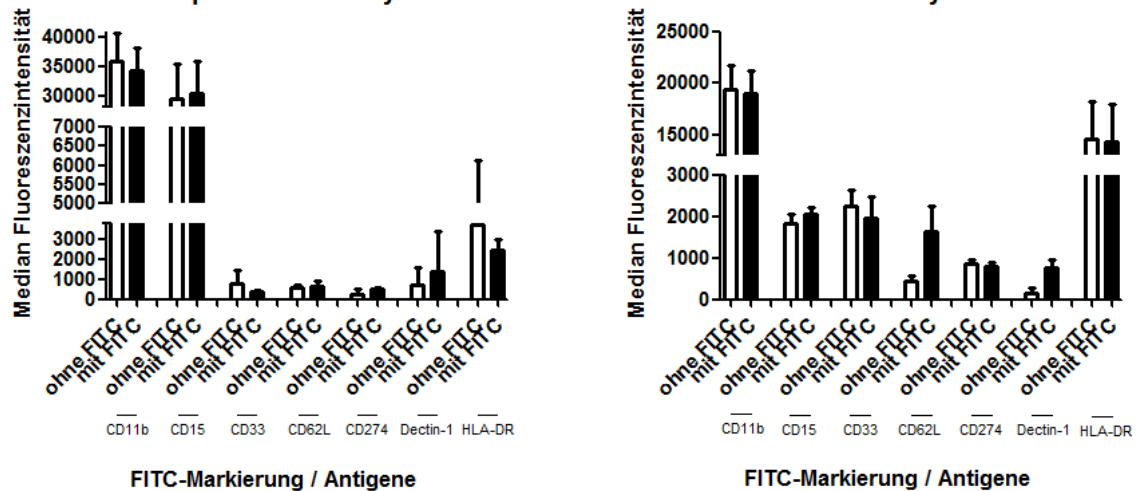 Median Fluoreszenzintensität
40000
35000
30000
7000
6500
6000
5500
5000
3000
2000
1000
0
ohne FITC
mit FITC
ohne FITC
mit FITC
ohne FITC
mit FITC
ohne FITC
mit FITC
ohne FITC
mit FITC
ohne FITC
mit FITC
ohne FITC
mit FITC
CD11b CD15 CD33 CD62L CD274 Dectin-1 HLA-DR
FITC-Markierung / Antigene
Median Fluoreszenzintensität
25000
20000
15000
3000
2000
1000
0
ohne FITC
mit FITC
ohne FITC
mit FITC
ohne FITC
mit FITC
ohne FITC
mit FITC
ohne FITC
mit FITC
ohne FITC
mit FITC
ohne FITC
mit FITC
CD11b CD15 CD33 CD62L CD274 Dectin-1 HLA-DR
FITC-Markierung / Antigene